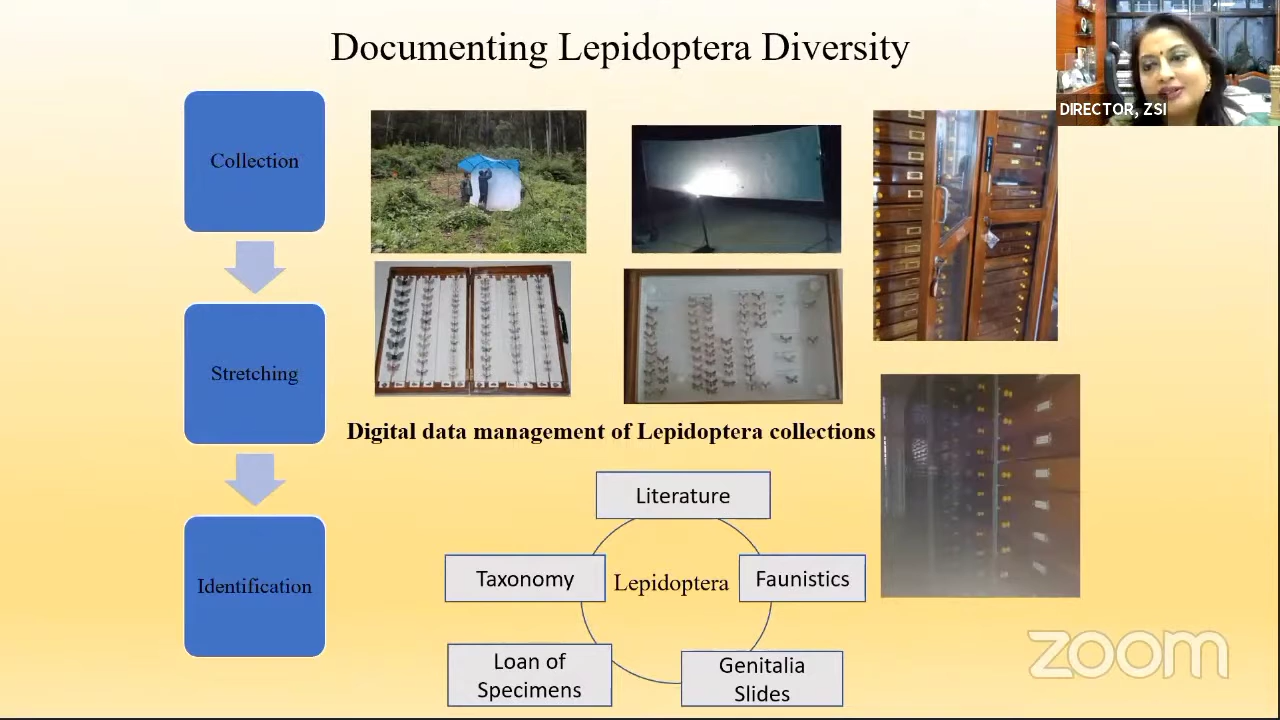 Documenting Lepidoptera Diversity
DIRECTOR, ZSI
Collection
Stretching
Identification
Digital data management of Lepidoptera collections
Literature
Taxonomy
Lepidoptera
Faunistics
Loan of
Specimens
Genitalia
Slides
zoom